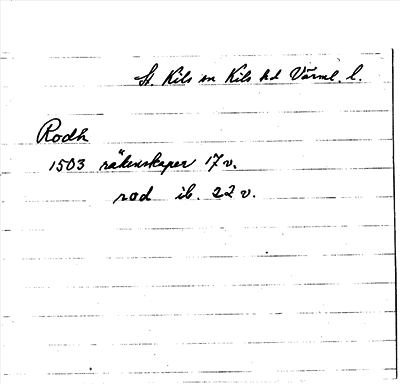 St. Kils sn Kils hd Värml. l.
Rodh
1503 räkenskaper 17 v.
rod ib. 22 v.